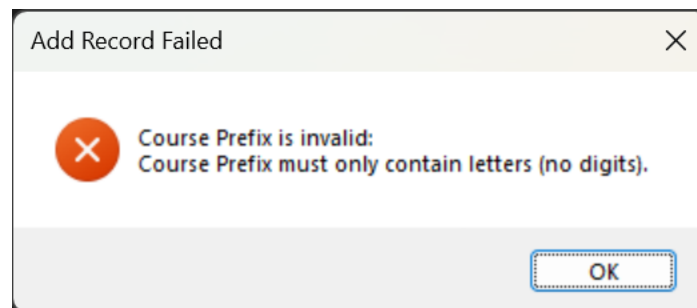 Add Record Failed
Course Prefix is invalid:
Course Prefix must only contain letters (no digits).
OK